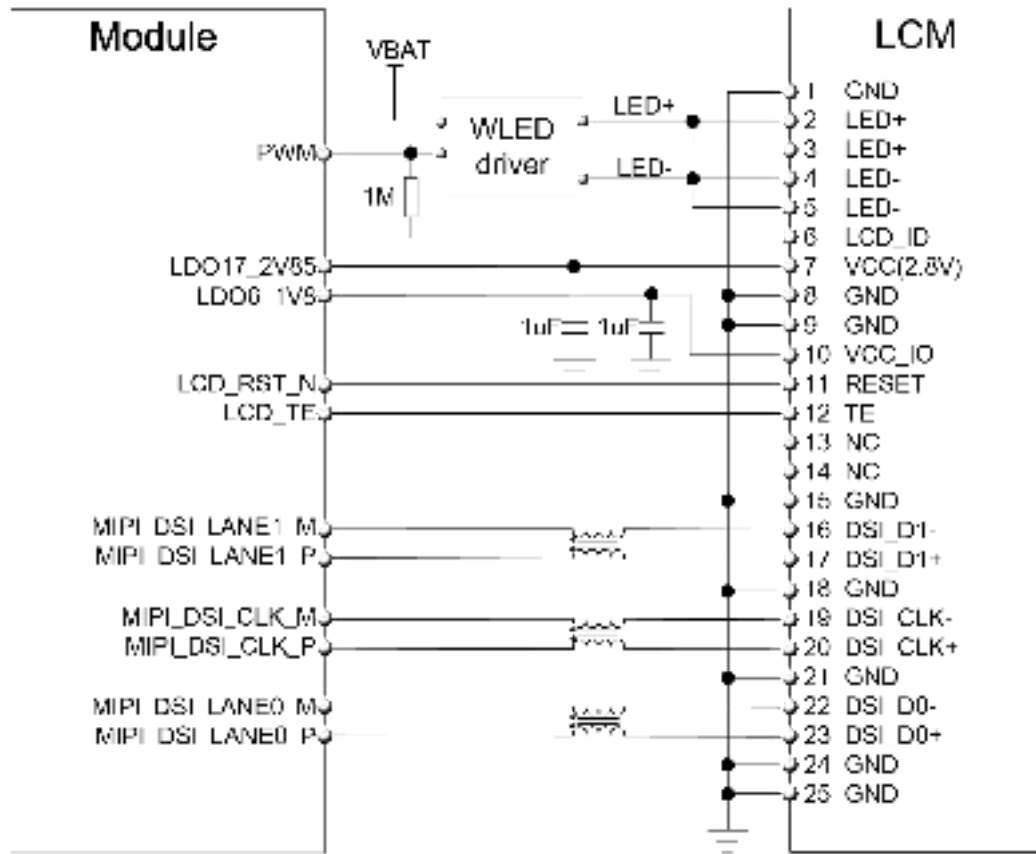 Module
LCM
VBAT
1 GND
LED+
2 LED+
WLED
driver
PWM
3 LED+
LED-
4 LED-
1M
5 LED-
6 LCD_ID
LDO17_2V85
7 VCC(2.8V)
LDO6_1V8
8 GND
1uF
1uF
9 GND
10 VCC_IO
LCD_RST_N
11 RESET
LCD_TE
12 TE
13 NC
14 NC
15 GND
MIPI_DSI_LANE1_M
16 DSI_D1-
MIPI_DSI_LANE1_P
17 DSI_D1+
18 GND
MIPI_DSI_CLK_M
19 DSI_CLK-
MIPI_DSI_CLK_P
20 DSI_CLK+
21 GND
MIPI_DSI_LANE0_M
22 DSI_D0-
MIPI_DSI_LANE0_P
23 DSI_D0+
24 GND
25 GND